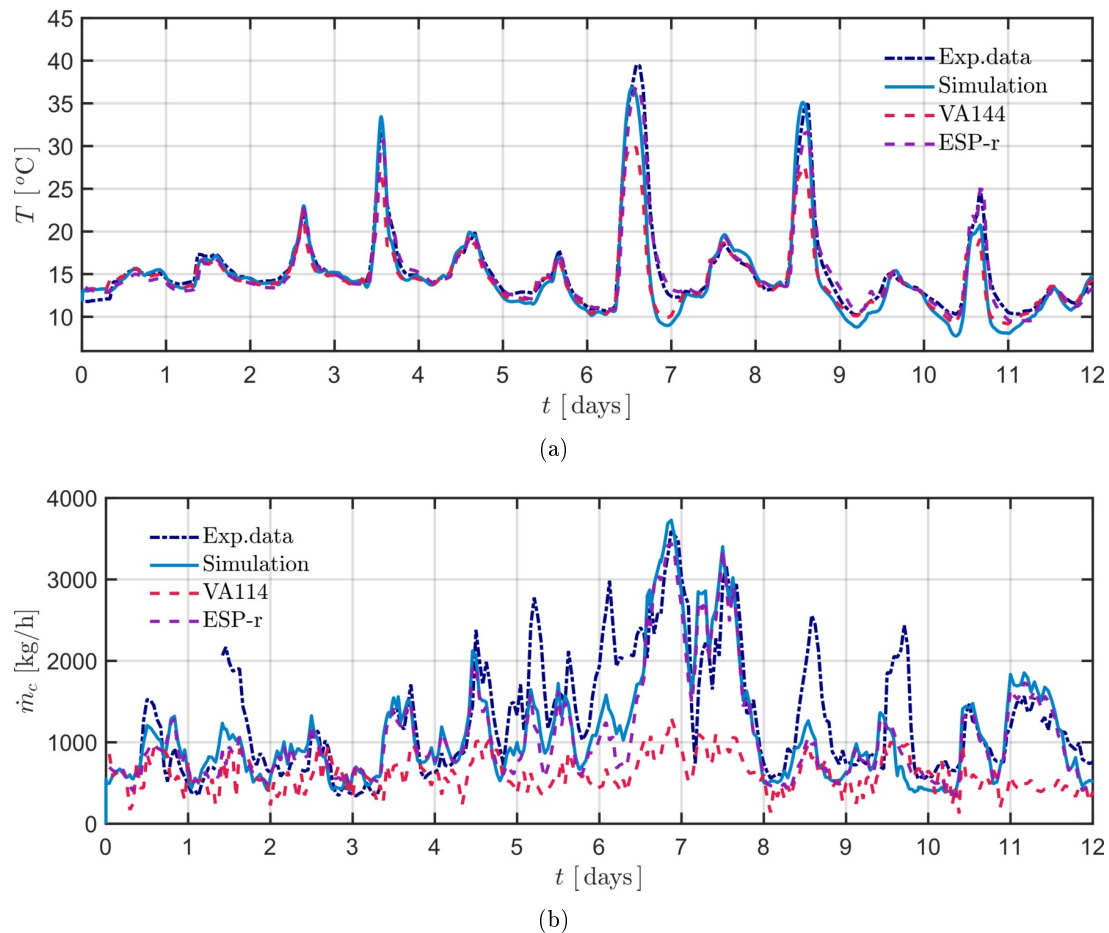 45
40
35
30
25
20
15
10
T [ °C]
Exp.data
Simulation
VA144
ESP-r
0 1 2 3 4 5 6 7 8 9 10 11 12
t [ days]
(a)
4000
3000
2000
1000
0
ṁ_c [kg/h]
Exp.data
Simulation
VA114
ESP-r
0 1 2 3 4 5 6 7 8 9 10 11 12
t [ days]
(b)